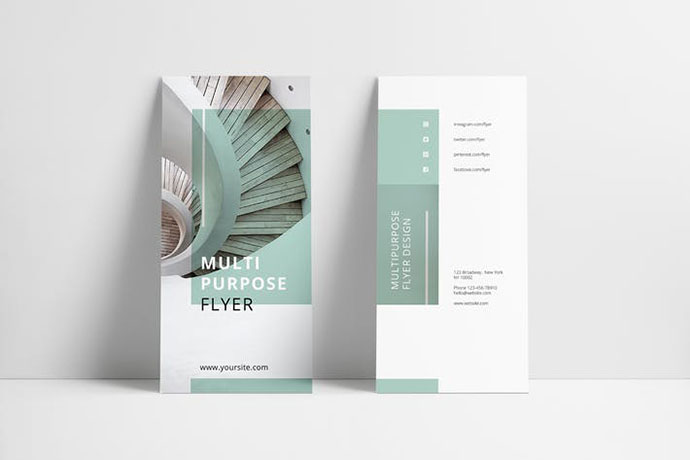 MULTI
PURPOSE
FLYER
www.yoursite.com
instagram.com/flyer
twitter.com/flyer
pinterest.com/flyer
facebook.com/flyer
MULTIPURPOSE
FLYER DESIGN
123 Broadway, New York
NY 10002
Phone 123-456-78910
hello@website.com
www.website.com